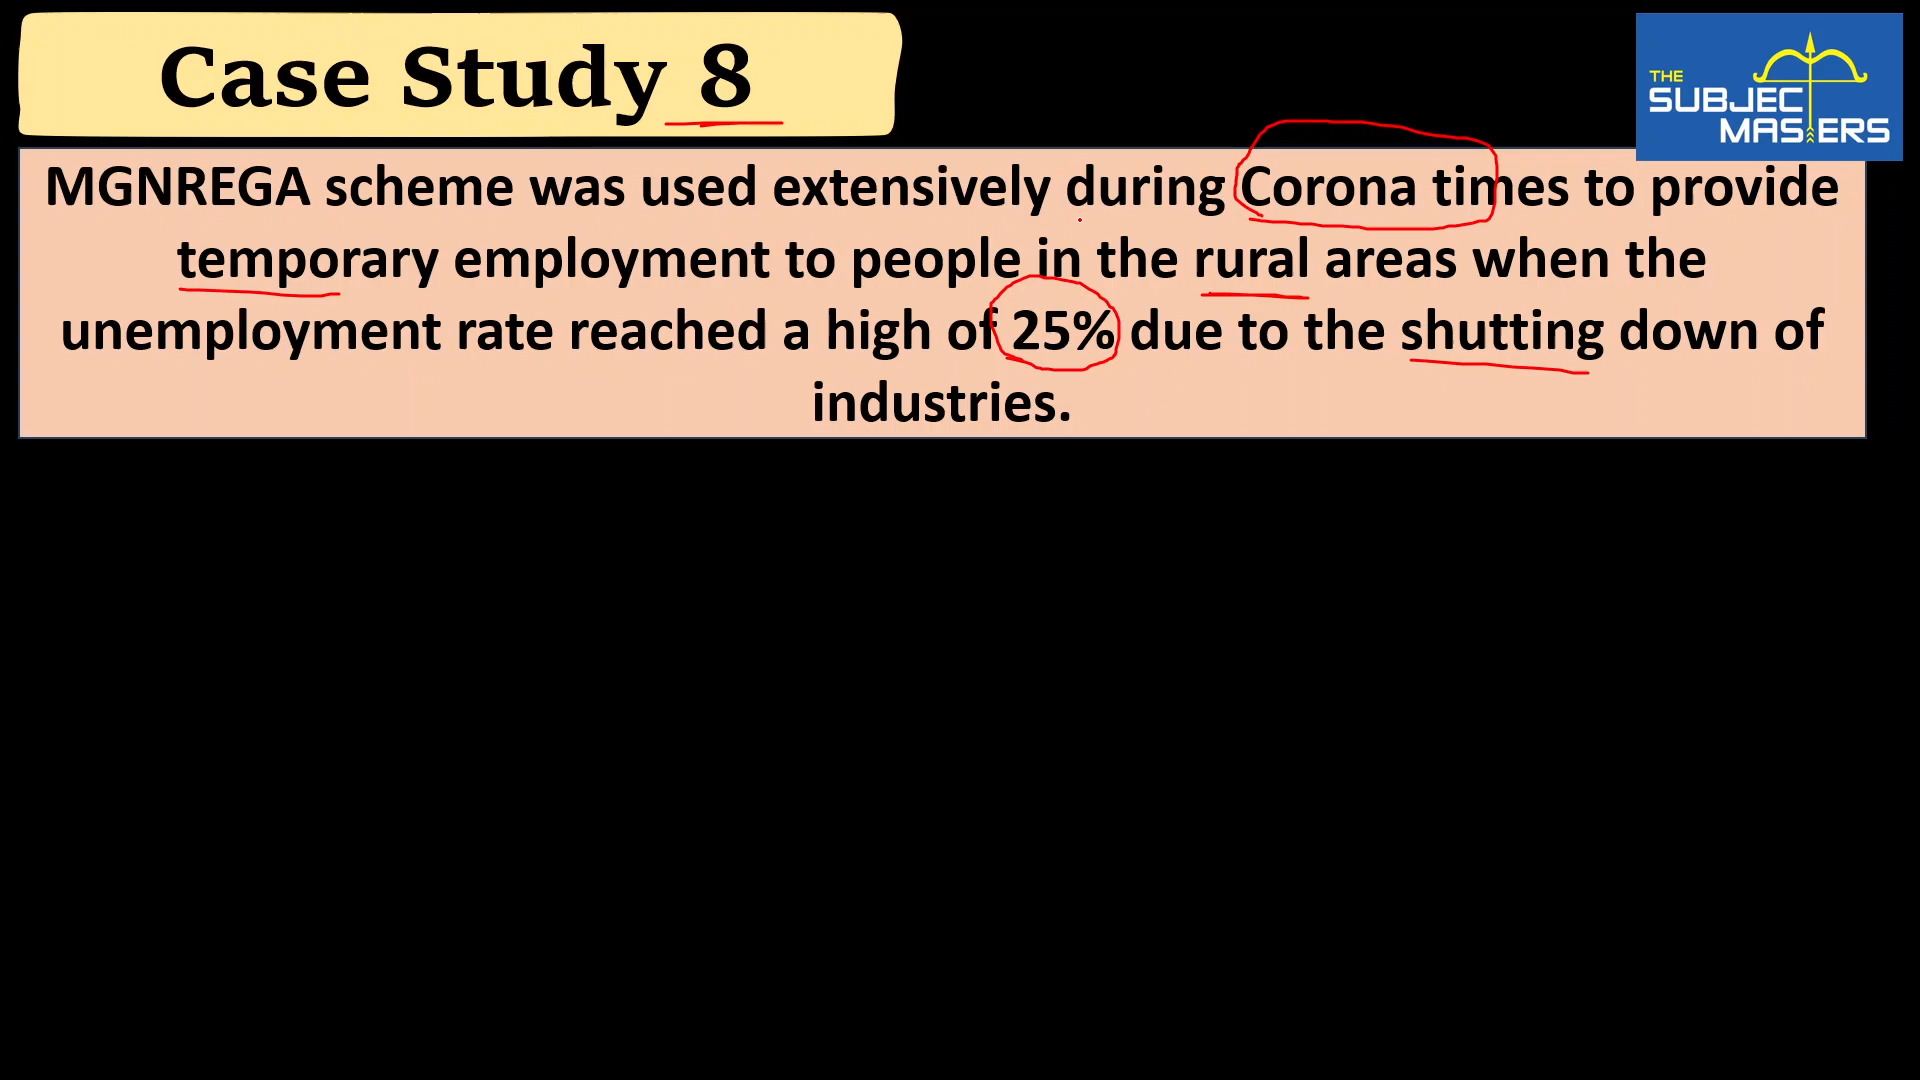 Case Study 8
THE
SUBJEC
MASTERS
MGNREGA scheme was used extensively during Corona times to provide
temporary employment to people in the rural areas when the
unemployment rate reached a high of 25% due to the shutting down of
industries.